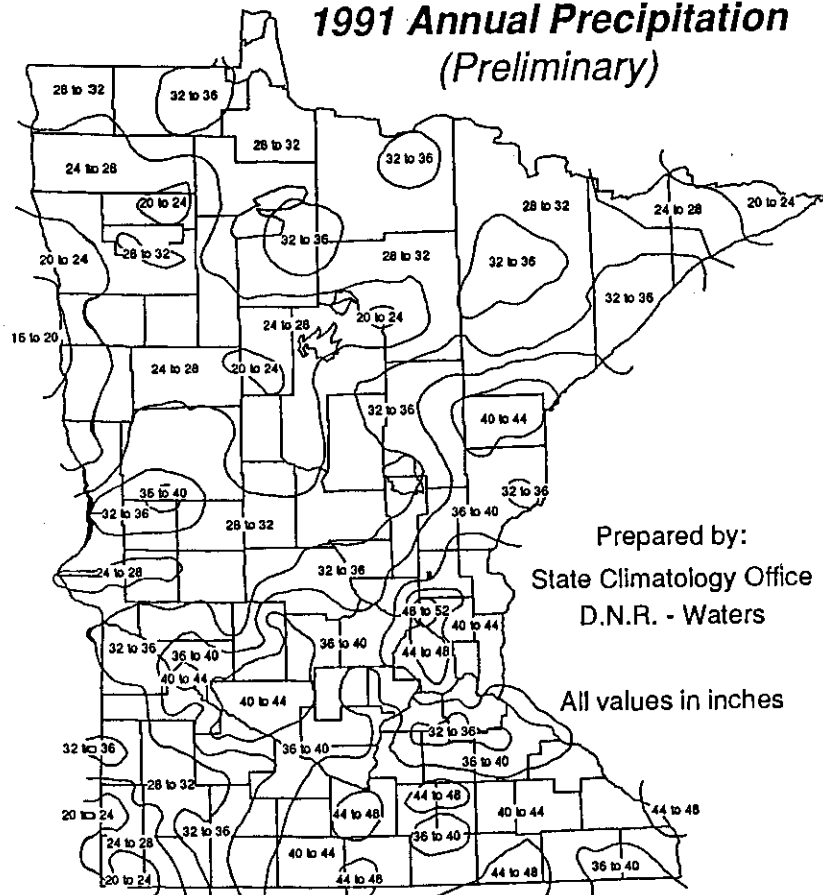 1991 Annual Precipitation
(Preliminary)
28 to 32
32 to 36
28 to 32
32 to 36
24 to 28
20 to 24
28 to 32
24 to 28
20 to 24
28 to 32
32 to 36
20 to 24
28 to 32
32 to 36
32 to 36
16 to 20
24 to 28
20 to 24
24 to 28
20 to 24
32 to 36
40 to 44
36 to 40
32 to 36
32 to 36
28 to 32
36 to 40
Prepared by:
State Climatology Office
D.N.R. - Waters
24 to 28
32 to 36
48 to 52
40 to 44
32 to 36
36 to 40
36 to 40
44 to 48
40 to 44
40 to 44
All values in inches
32 to 36
36 to 40
32 to 36
36 to 40
28 to 32
44 to 48
20 to 24
32 to 36
44 to 48
40 to 44
44 to 48
24 to 28
36 to 40
20 to 24
40 to 44
44 to 48
44 to 48
36 to 40